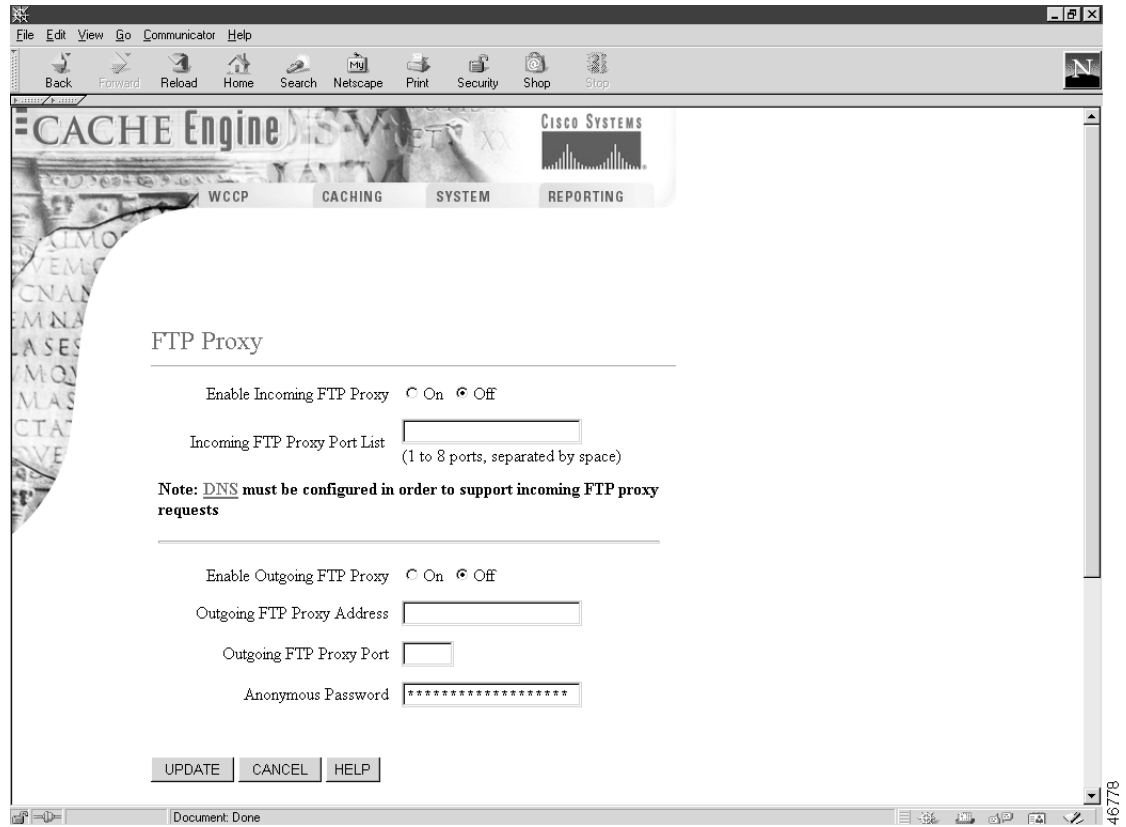 File Edit View Go Communicator Help
Back Forward Reload Home Search Netscape Print Security Shop Stop
CACHE Engine
CISCO SYSTEMS
WCCP CACHING SYSTEM REPORTING
FTP Proxy
Enable Incoming FTP Proxy On Off
Incoming FTP Proxy Port List
(1 to 8 ports, separated by space)
Note: DNS must be configured in order to support incoming FTP proxy
requests
Enable Outgoing FTP Proxy On Off
Outgoing FTP Proxy Address
Outgoing FTP Proxy Port
Anonymous Password *******************
UPDATE CANCEL HELP
Document: Done
46778